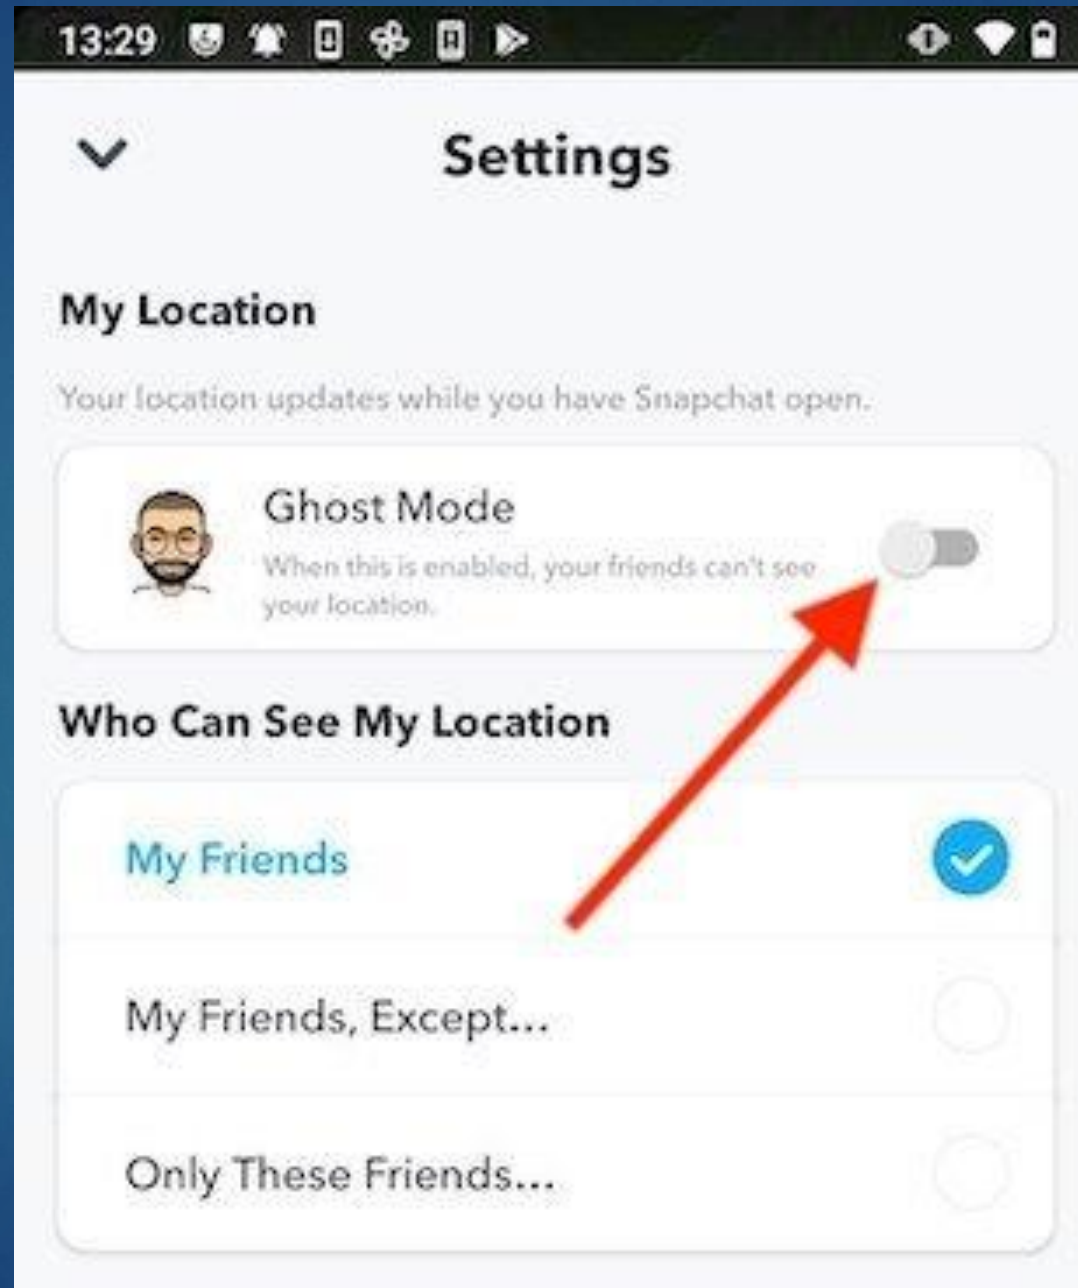 13:29
Settings
My Location
Your location updates while you have Snapchat open.
Ghost Mode
When this is enabled, your friends can't see
your location.
Who Can See My Location
My Friends
My Friends, Except...
Only These Friends...